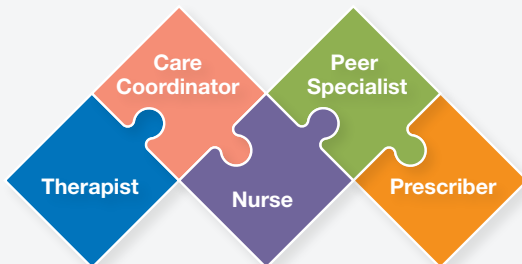 Care
Coordinator
Peer
Specialist
Therapist
Nurse
Prescriber